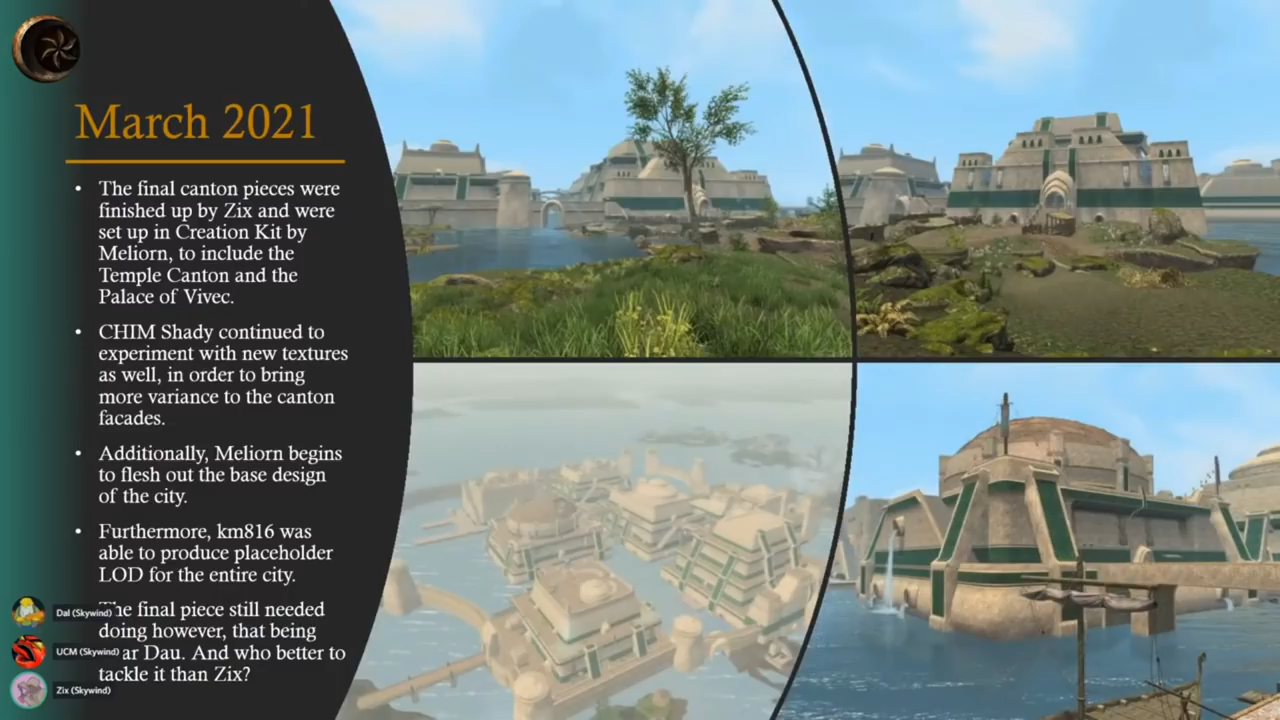 March 2021
• The final canton pieces were
finished up by Zix and were
set up in Creation Kit by
Meliorn, to include the
Temple Canton and the
Palace of Vivec.
• CHIM Shady continued to
experiment with new textures
as well, in order to bring
more variance to the canton
facades.
• Additionally, Meliorn begins
to flesh out the base design
of the city.
• Furthermore, km816 was
able to produce placeholder
LOD for the entire city.
The final piece still needed
doing however, that being
ar Dau. And who better to
tackle it than Zix?
Dal (Skywind)
UCM (Skywind)
Zix (Skywind)